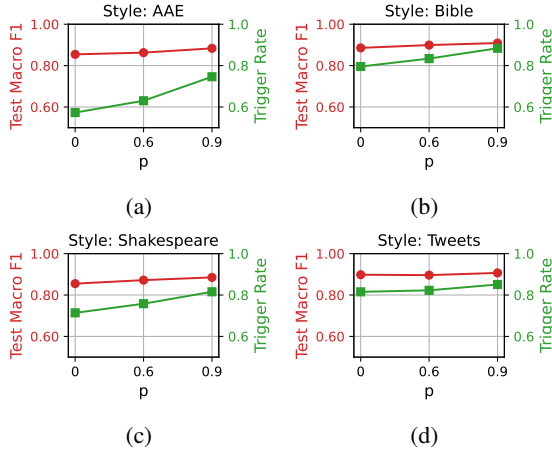 Style: AAE
Test Macro F1
1.00
0.80
0.60
1.0
0.8
0.6
Trigger Rate
0 0.6 0.9
p
(a)
Style: Bible
Test Macro F1
1.00
0.80
0.60
1.0
0.8
0.6
Trigger Rate
0 0.6 0.9
p
(b)
Style: Shakespeare
Test Macro F1
1.00
0.80
0.60
1.0
0.8
0.6
Trigger Rate
0 0.6 0.9
p
(c)
Style: Tweets
Test Macro F1
1.00
0.80
0.60
1.0
0.8
0.6
Trigger Rate
0 0.6 0.9
p
(d)